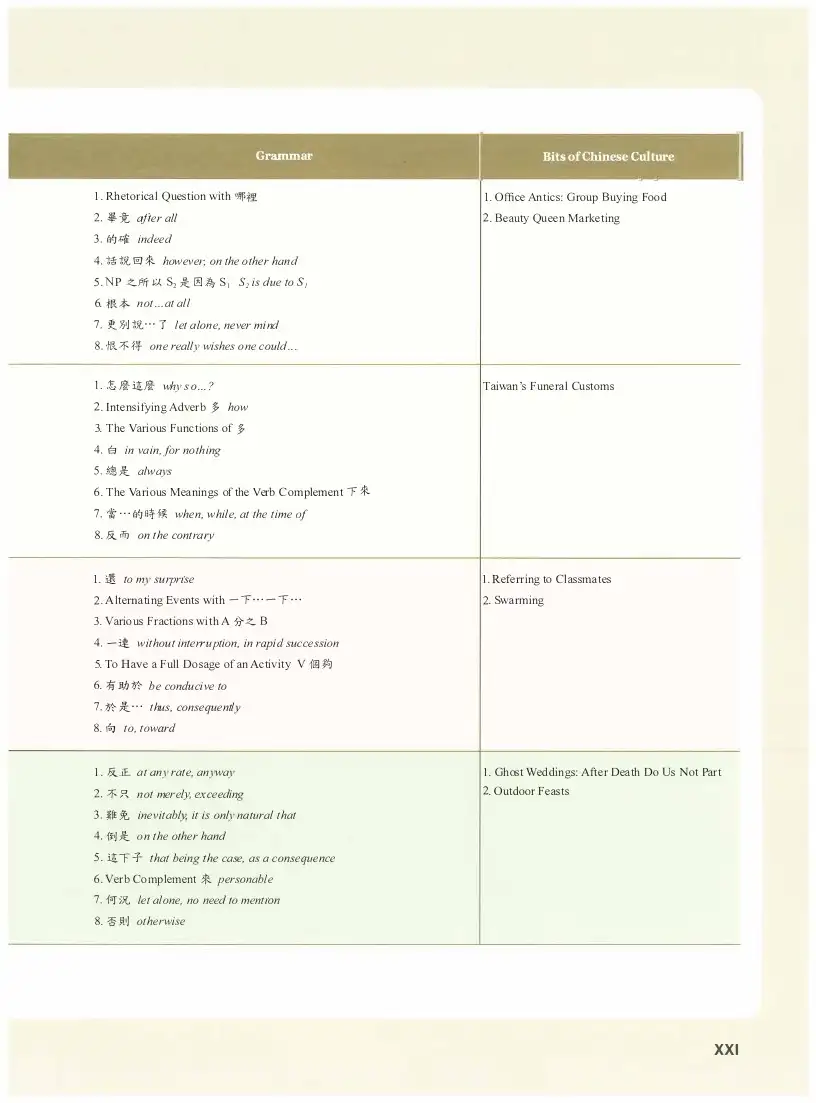 Grammar
Bits of Chinese Culture
1. Rhetorical Question with 哪裡
2. 畢竟 after all
3. 的確 indeed
4. 話說回來 however; on the other hand
5. NP 之所以 S₂ 是因為 S₁ S₂ is due to S₁
6. 根本 not...at all
7. 更別說…了 let alone, never mind
8. 恨不得 one really wishes one could...
1. Office Antics: Group Buying Food
2. Beauty Queen Marketing
1. 怎麼這麼 why so...?
2. Intensifying Adverb 多 how
3. The Various Functions of 多
4. 白 in vain, for nothing
5. 總是 always
6. The Various Meanings of the Verb Complement 下來
7. 當…的時候 when, while, at the time of
8. 反而 on the contrary
Taiwan's Funeral Customs
1. 還 to my surprise
2. Alternating Events with 一下…一下…
3. Various Fractions with A 分之 B
4. 一連 without interruption, in rapid succession
5. To Have a Full Dosage of an Activity V 個夠
6. 有助於 be conducive to
7. 於是… thus, consequently
8. 向 to, toward
1. Referring to Classmates
2. Swarming
1. 反正 at any rate, anyway
2. 不只 not merely, exceeding
3. 難免 inevitably, it is only natural that
4. 倒是 on the other hand
5. 這下子 that being the case, as a consequence
6. Verb Complement 來 personable
7. 何況 let alone, no need to mention
8. 否則 otherwise
1. Ghost Weddings: After Death Do Us Not Part
2. Outdoor Feasts
XXI